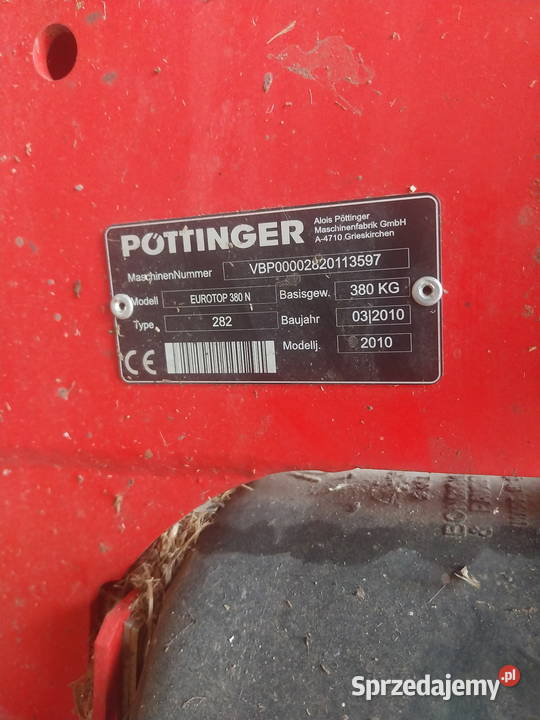 PÖTTINGER
Alois Pöttinger
Maschinenfabrik GmbH
A-4710 Grieskirchen
MaschinenNummer VBP00002820113597
Modell EUROTOP 380 N Basisgew. 380 KG
Type 282 Baujahr 03|2010
Modellj. 2010
CE
Sprzedajemy.pl